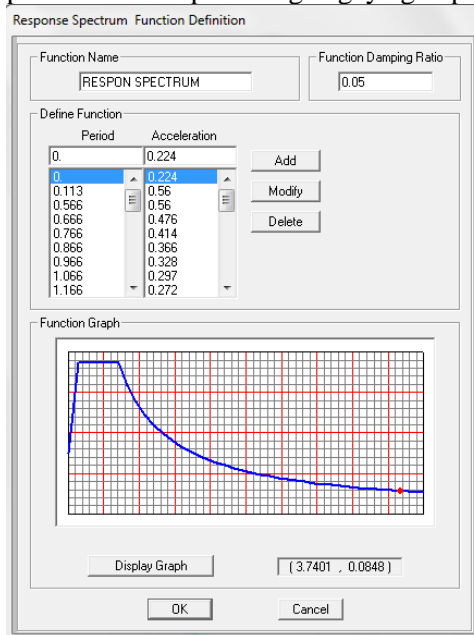 Response Spectrum Function Definition
Function Name
RESPON SPECTRUM
Function Damping Ratio
0.05
Define Function
Period Acceleration
0. 0.224
0. 0.224
0.113 0.56
0.566 0.56
0.666 0.476
0.766 0.414
0.866 0.366
0.966 0.328
1.066 0.297
1.166 0.272
Add
Modify
Delete
Function Graph
Display Graph
( 3.7401 , 0.0848 )
OK Cancel